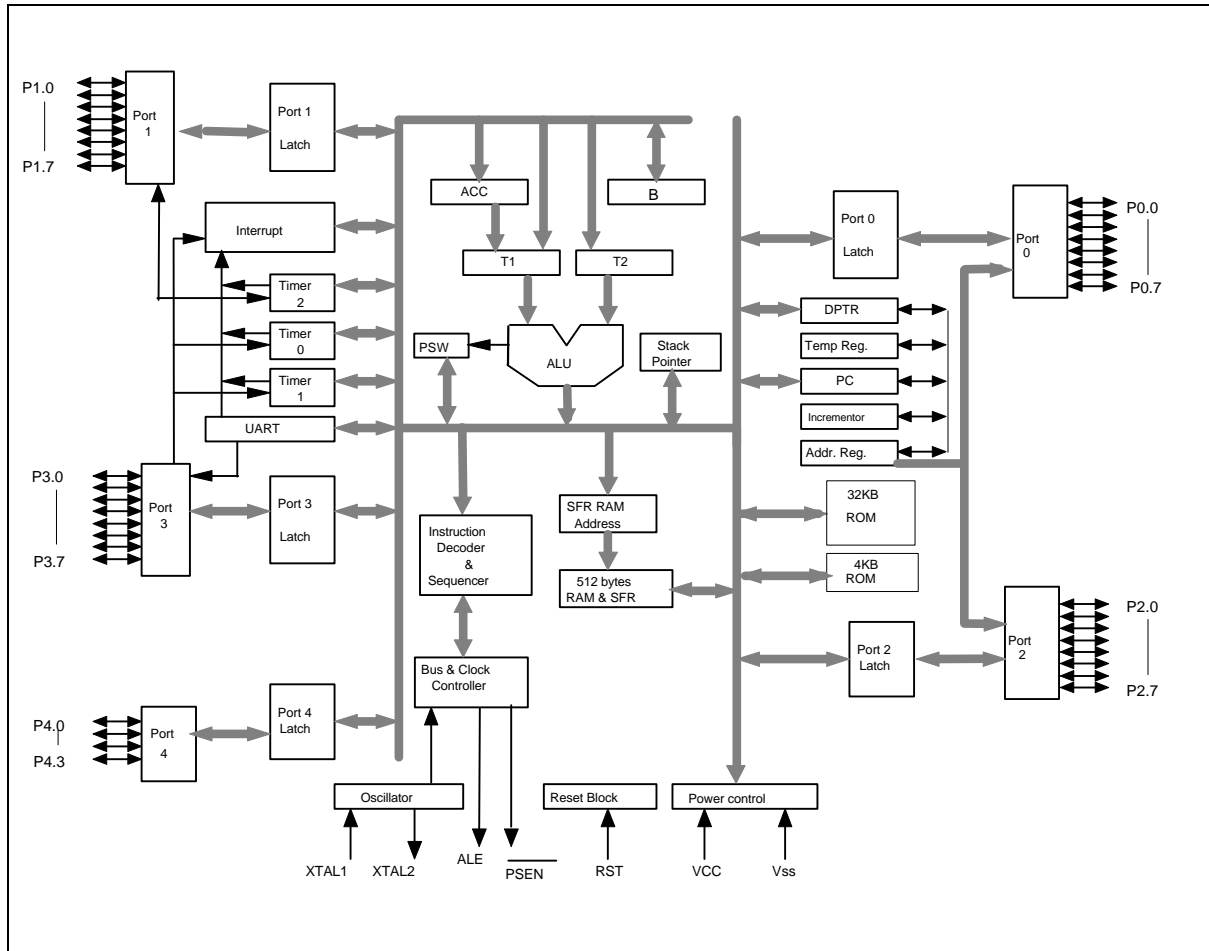 P1.0
P1.7
Port
1
Port 1
Latch
ACC
B
Interrupt
T1
T2
Port 0
Latch
Port
0
P0.0
P0.7
Timer
2
Timer
0
Timer
1
UART
PSW
ALU
Stack
Pointer
DPTR
Temp Reg.
PC
Incrementor
Addr. Reg.
P3.0
P3.7
Port
3
Port 3
Latch
Instruction
Decoder
&
Sequencer
SFR RAM
Address
512 bytes
RAM & SFR
32KB
ROM
4KB
ROM
Port 2
Latch
Port
2
P2.0
P2.7
Bus & Clock
Controller
P4.0
P4.3
Port
4
Port 4
Latch
Oscillator
Reset Block
Power control
XTAL1
XTAL2
ALE
PSEN
RST
VCC
Vss